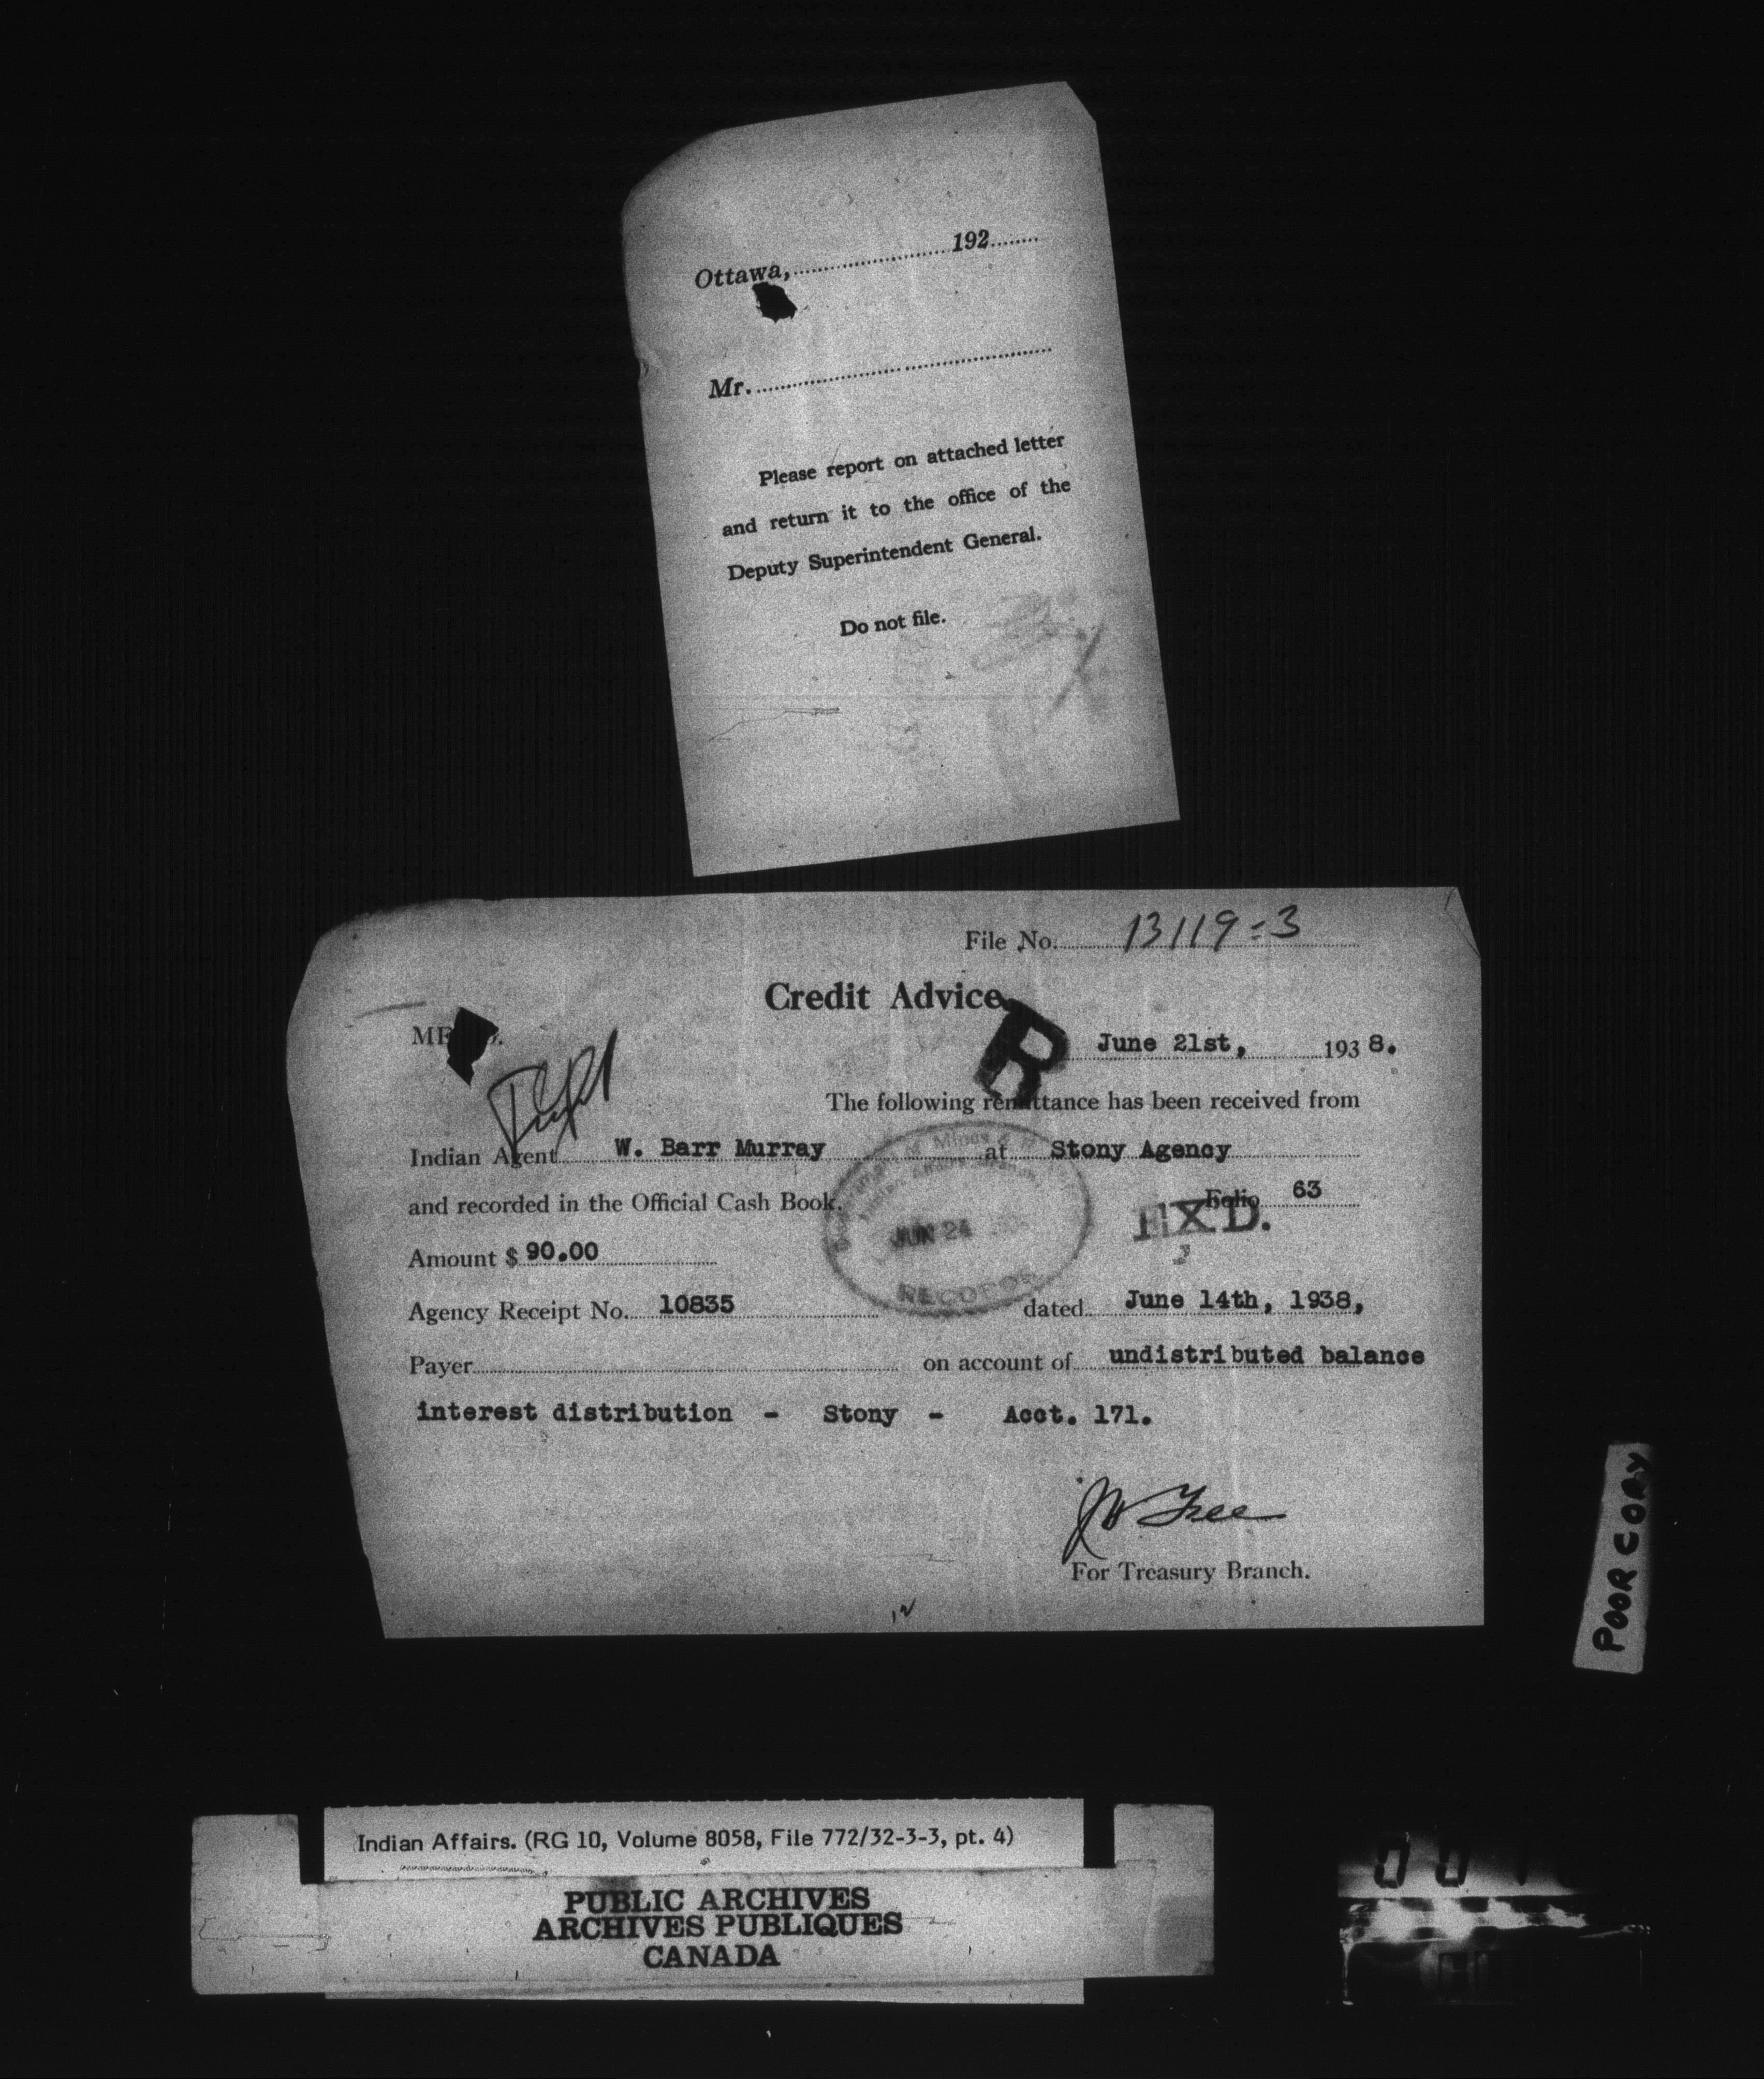 Ottawa,..............................192........
Mr.................................................
Please report on attached letter
and return it to the office of the
Deputy Superintendent General.
Do not file.
File No. 13119-3
Credit Advice
R
June 21st, 1938.
The following remittance has been received from
Indian Agent W. Barr Murray at Stony Agency
and recorded in the Official Cash Book. Folio 63
EX.D.
JUN 24
RECORDS
Amount $ 90.00
Agency Receipt No. 10835 dated June 14th, 1938,
Payer on account of undistributed balance
interest distribution - Stony - Acct. 171.
For Treasury Branch.
POOR COPY
Indian Affairs. (RG 10, Volume 8058, File 772/32-3-3, pt. 4)
PUBLIC ARCHIVES
ARCHIVES PUBLIQUES
CANADA